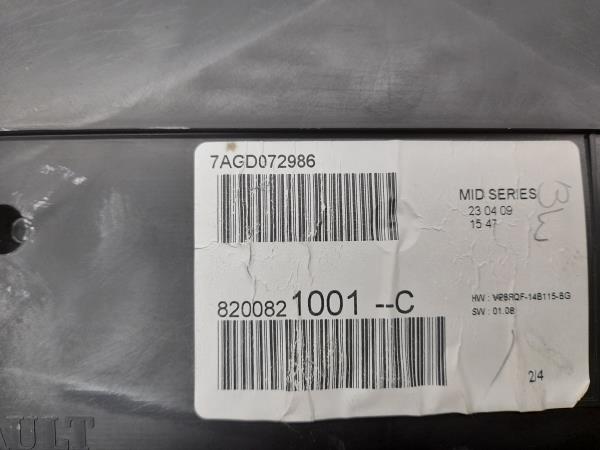 7AGD072986
MID SERIES
23 04 09
15 47
BW
8200821001 --C
HW : VP8RQF-14B115-BG
SW : 01.08
2/4
AULT